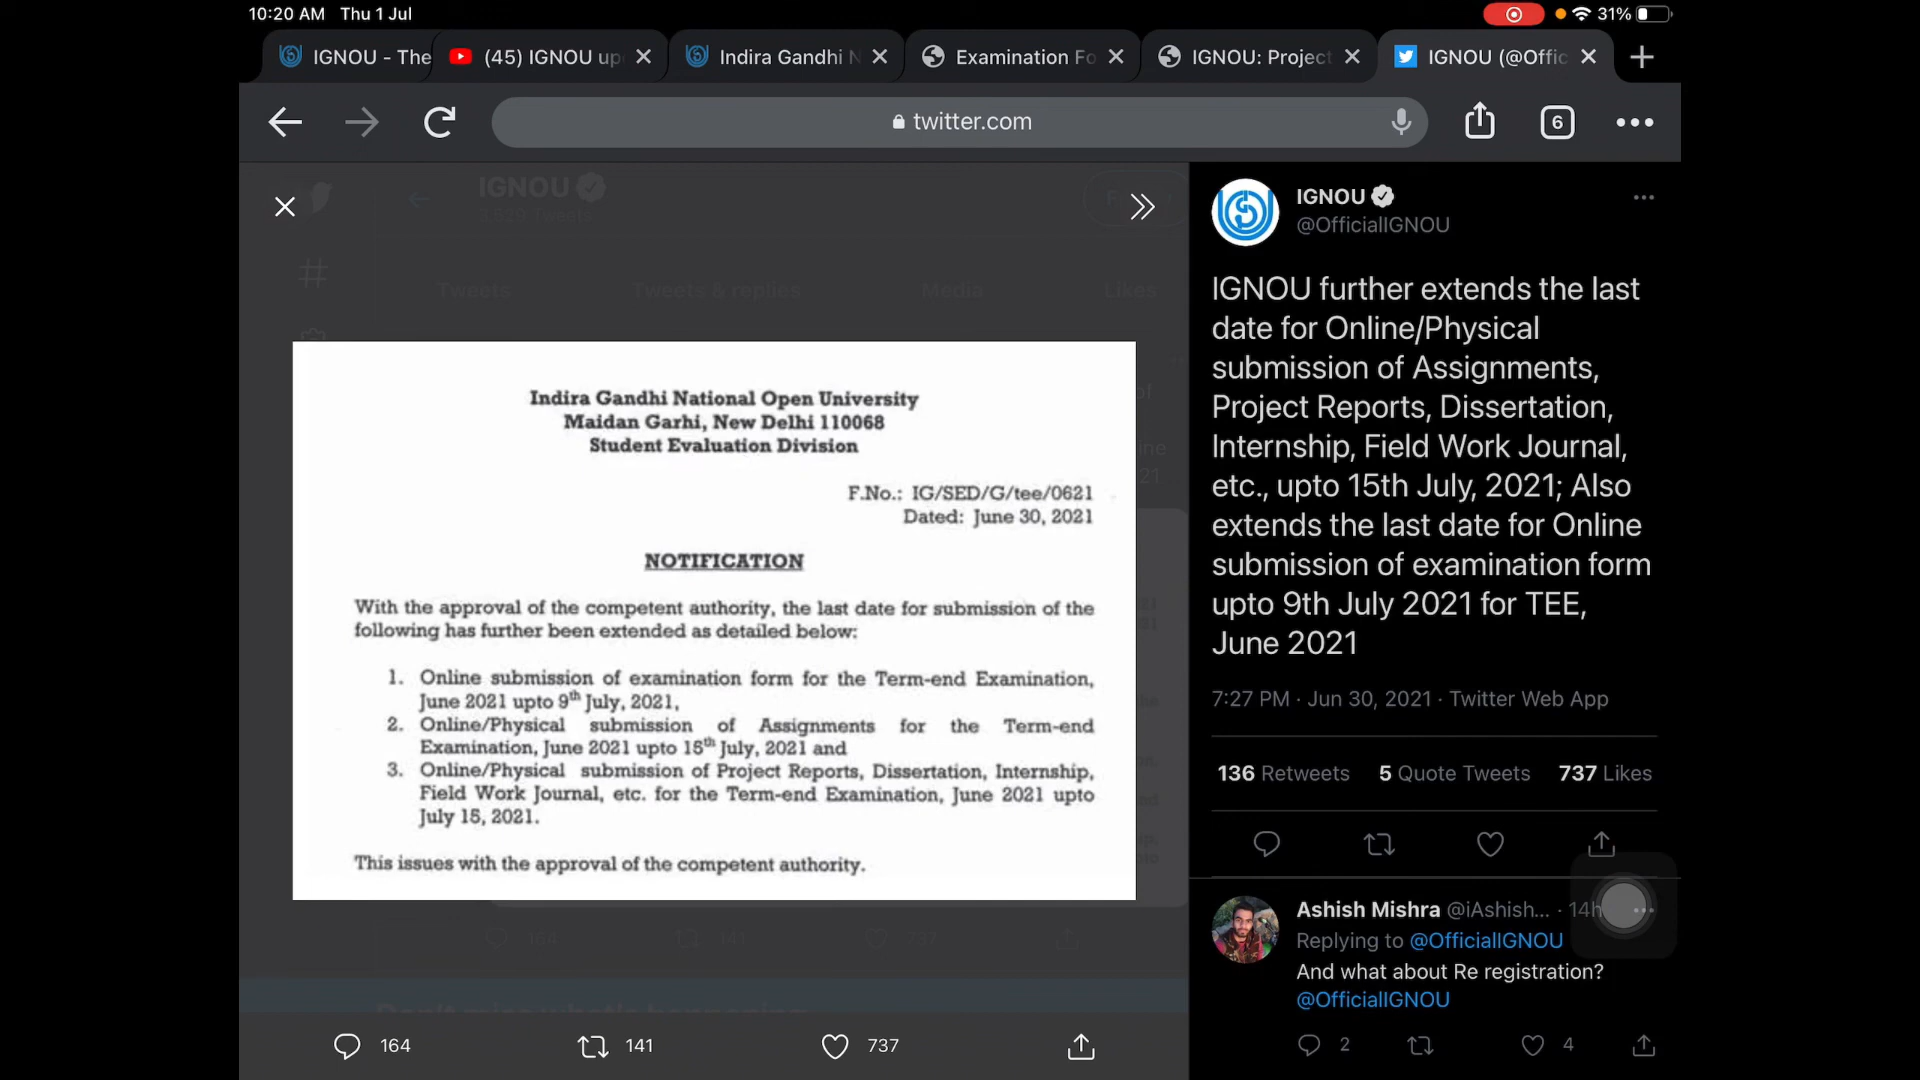 10:20 AM Thu 1 Jul
31%
IGNOU - The
(45) IGNOU up
Indira Gandhi N
Examination Fo
IGNOU: Project
IGNOU (@Offic
twitter.com
6
IGNOU
Tweets
Tweets & replies
Media
Likes
Indira Gandhi National Open University
Maidan Garhi, New Delhi 110068
Student Evaluation Division
F.No.: IG/SED/G/tee/0621
Dated: June 30, 2021
NOTIFICATION
With the approval of the competent authority, the last date for submission of the
following has further been extended as detailed below:
1. Online submission of examination form for the Term-end Examination,
June 2021 upto 9th July, 2021,
2. Online/Physical submission of Assignments for the Term-end
Examination, June 2021 upto 15th July, 2021 and
3. Online/Physical submission of Project Reports, Dissertation, Internship,
Field Work Journal, etc. for the Term-end Examination, June 2021 upto
July 15, 2021.
This issues with the approval of the competent authority.
164
141
737
IGNOU
@OfficialIGNOU
IGNOU further extends the last
date for Online/Physical
submission of Assignments,
Project Reports, Dissertation,
Internship, Field Work Journal,
etc., upto 15th July, 2021; Also
extends the last date for Online
submission of examination form
upto 9th July 2021 for TEE,
June 2021
7:27 PM · Jun 30, 2021 · Twitter Web App
136 Retweets 5 Quote Tweets 737 Likes
Ashish Mishra @iAshish... · 14h
Replying to @OfficialIGNOU
And what about Re registration?
@OfficialIGNOU
2
4